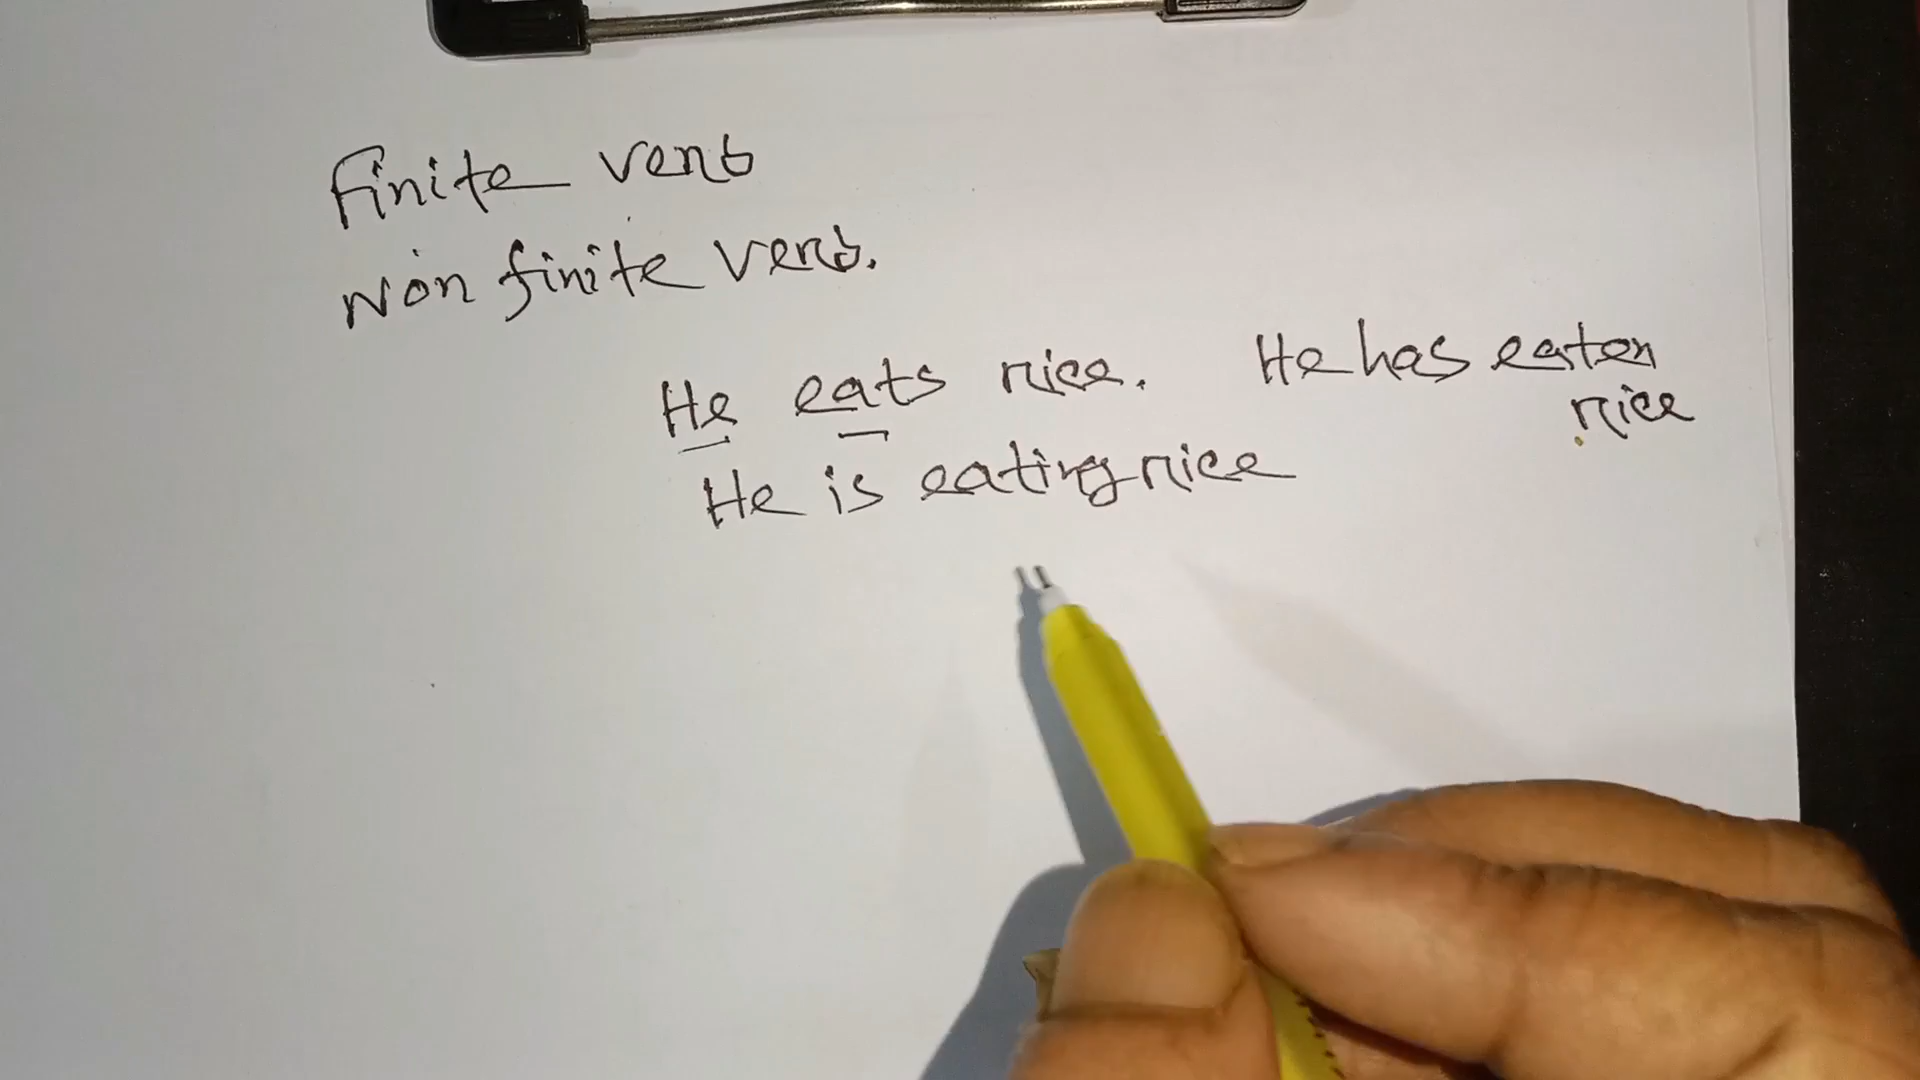 Finite verb
Non finite verb.
He eats rice.
He has eaten
rice
He is eating rice